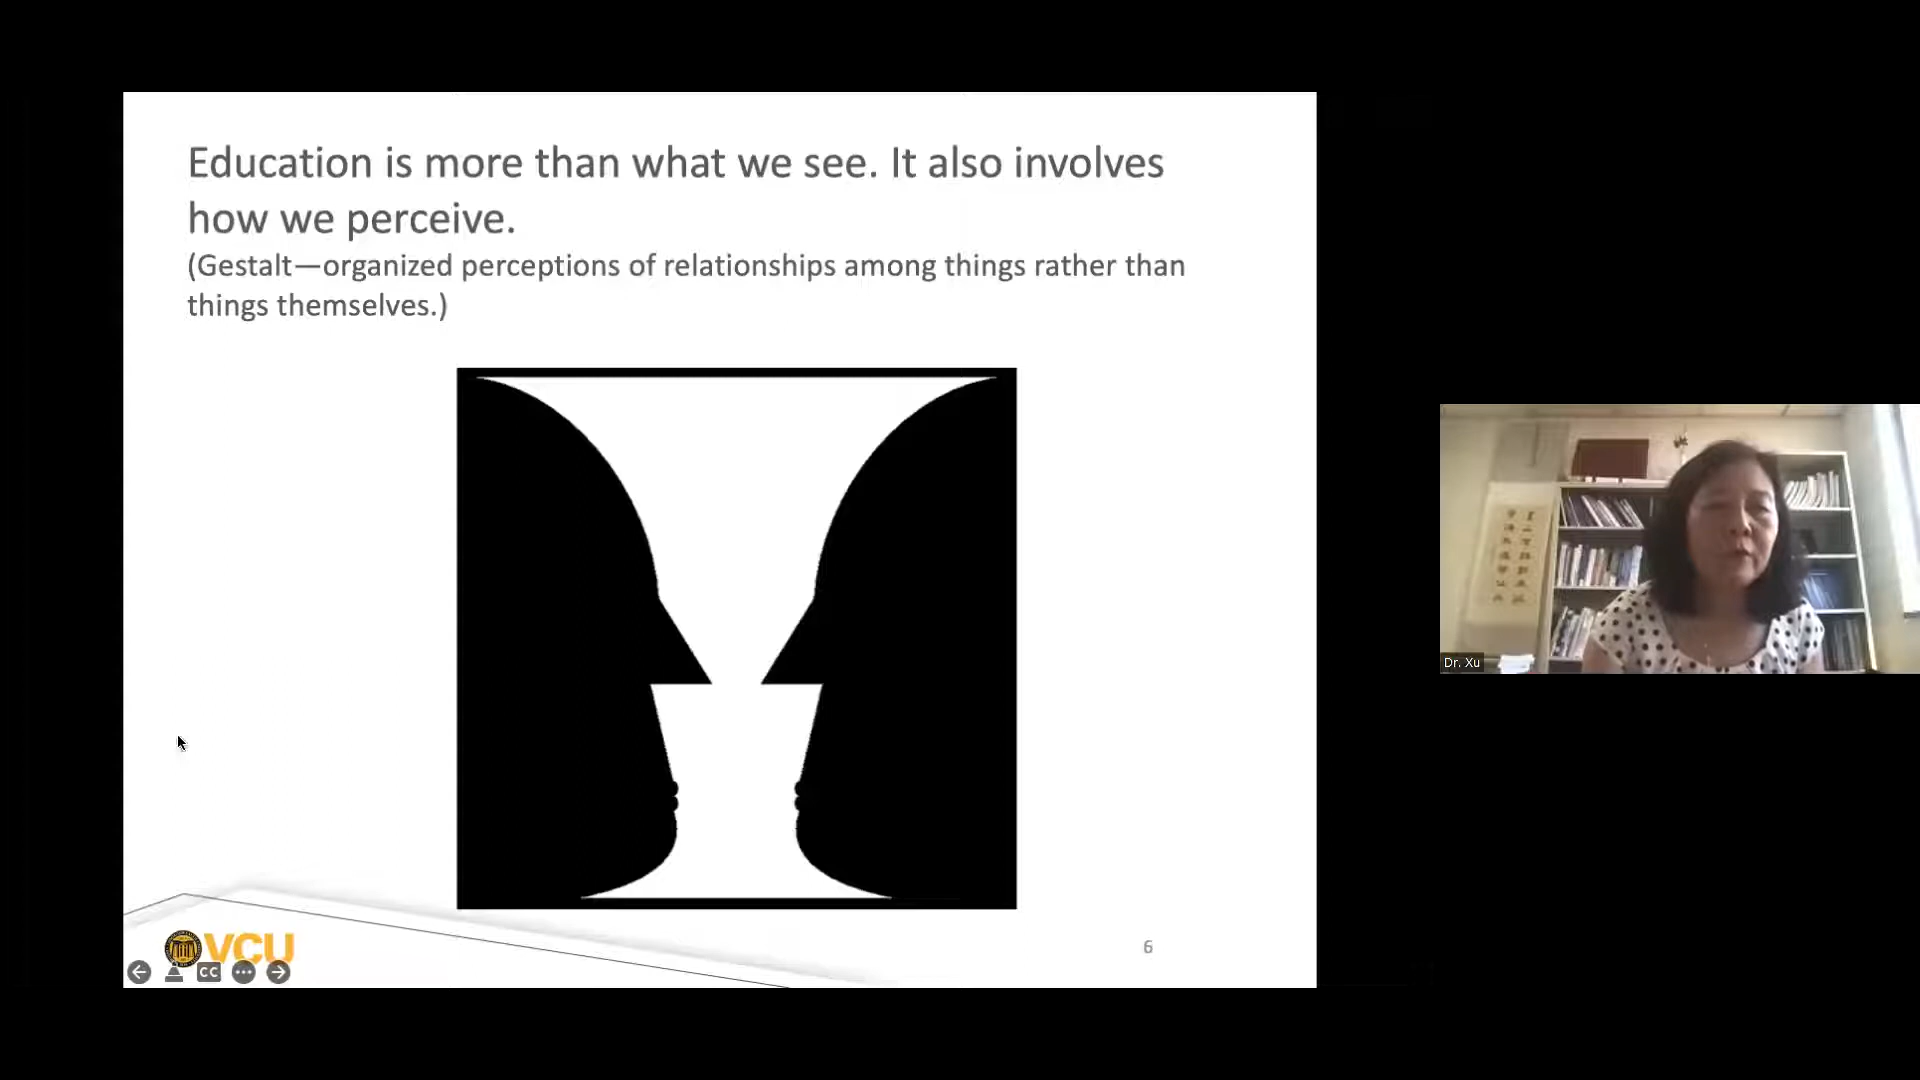 Education is more than what we see. It also involves
how we perceive.
(Gestalt—organized perceptions of relationships among things rather than
things themselves.)
VCU
CC
6
Dr. Xu